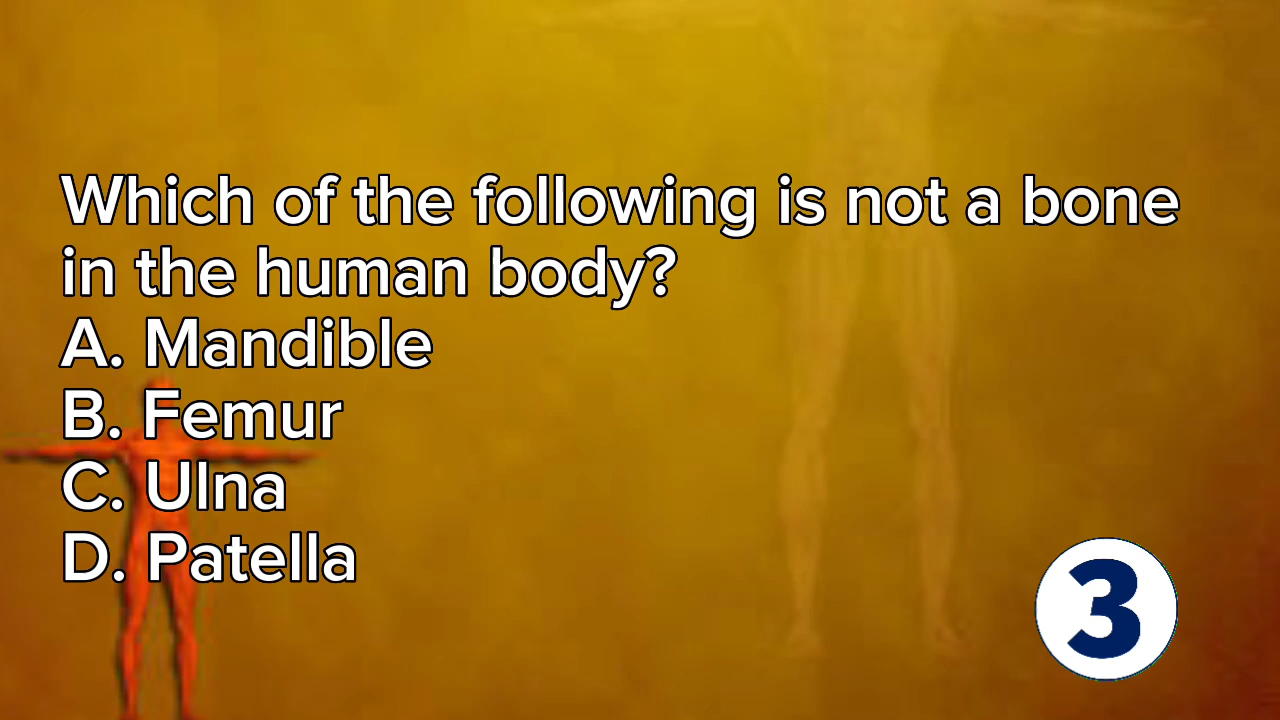 Which of the following is not a bone
in the human body?
A. Mandible
B. Femur
C. Ulna
D. Patella
3